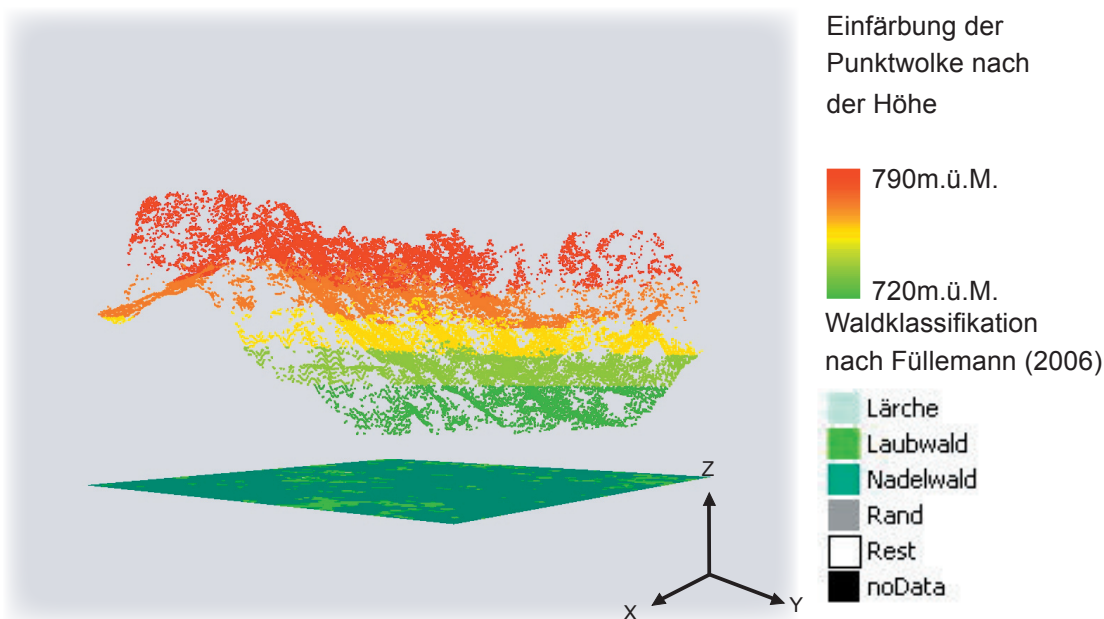 Einfärbung der
Punktwolke nach
der Höhe
790m.ü.M.
720m.ü.M.
Waldklassifikation
nach Füllemann (2006)
Lärche
Laubwald
Nadelwald
Rand
Rest
noData
Z
X
Y